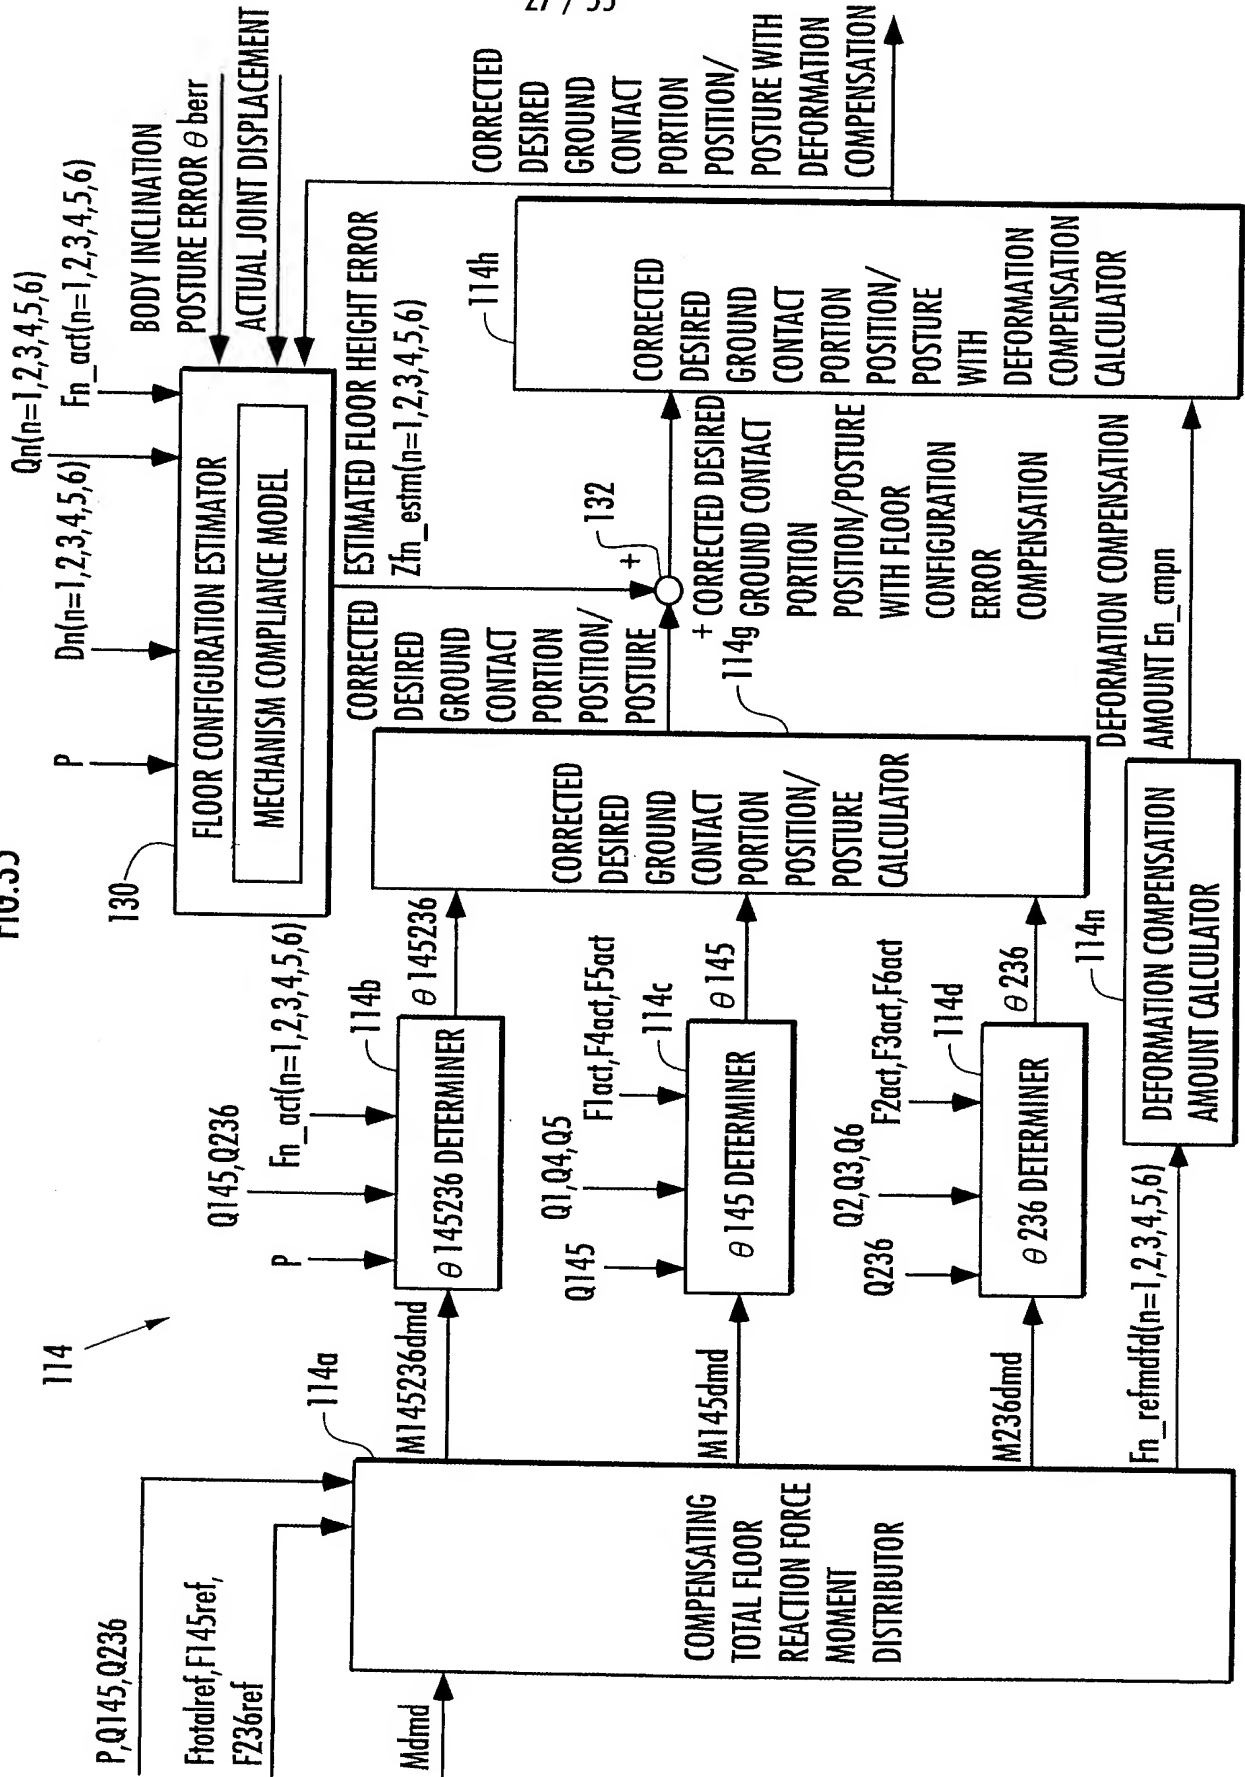 27 / 55
FIG.35
114
P,Q145,Q236
Ftotalref,F145ref,
F236ref
Mdmd
114a
COMPENSATING
TOTAL FLOOR
REACTION FORCE
MOMENT
DISTRIBUTOR
M145236dmd
M145dmd
M236dmd
Fn_refmdfd(n=1,2,3,4,5,6)
P
Q145,Q236
Fn_act(n=1,2,3,4,5,6)
114b
θ 145236 DETERMINER
θ 145236
Q145
Q1,Q4,Q5
F1act,F4act,F5act
114c
θ 145 DETERMINER
θ 145
Q236
Q2,Q3,Q6
F2act,F3act,F6act
114d
θ 236 DETERMINER
θ 236
114n
DEFORMATION COMPENSATION
AMOUNT CALCULATOR
130
P
Dn(n=1,2,3,4,5,6)
Qn(n=1,2,3,4,5,6)
Fn_act(n=1,2,3,4,5,6)
BODY INCLINATION
POSTURE ERROR θ berr
ACTUAL JOINT DISPLACEMENT
FLOOR CONFIGURATION ESTIMATOR
MECHANISM COMPLIANCE MODEL
ESTIMATED FLOOR HEIGHT ERROR
Zfn_estm(n=1,2,3,4,5,6)
CORRECTED
DESIRED
GROUND
CONTACT
PORTION
POSITION/
POSTURE
CALCULATOR
114g
CORRECTED
DESIRED
GROUND
CONTACT
PORTION
POSITION/
POSTURE
+
+
132
CORRECTED DESIRED
GROUND CONTACT
PORTION
POSITION/POSTURE
WITH FLOOR
CONFIGURATION
ERROR
COMPENSATION
DEFORMATION COMPENSATION
AMOUNT En_cmpn
114h
CORRECTED
DESIRED
GROUND
CONTACT
PORTION
POSITION/
POSTURE
WITH
DEFORMATION
COMPENSATION
CALCULATOR
CORRECTED
DESIRED
GROUND
CONTACT
PORTION
POSITION/
POSTURE WITH
DEFORMATION
COMPENSATION